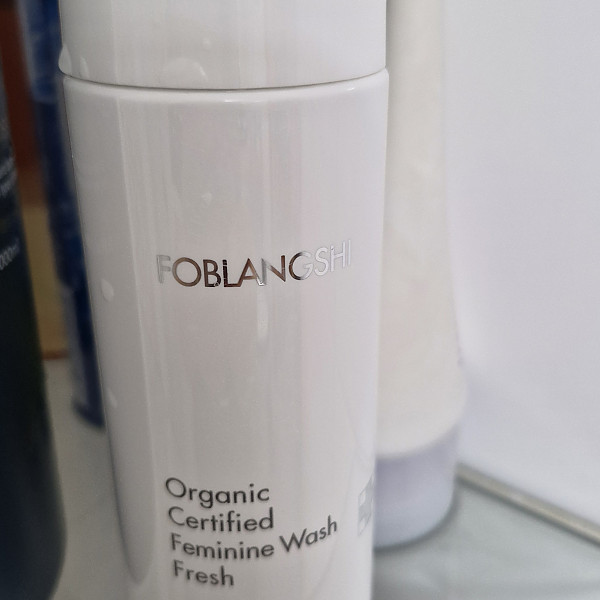 FOBLANGSHI
Organic
Certified
Feminine Wash
Fresh